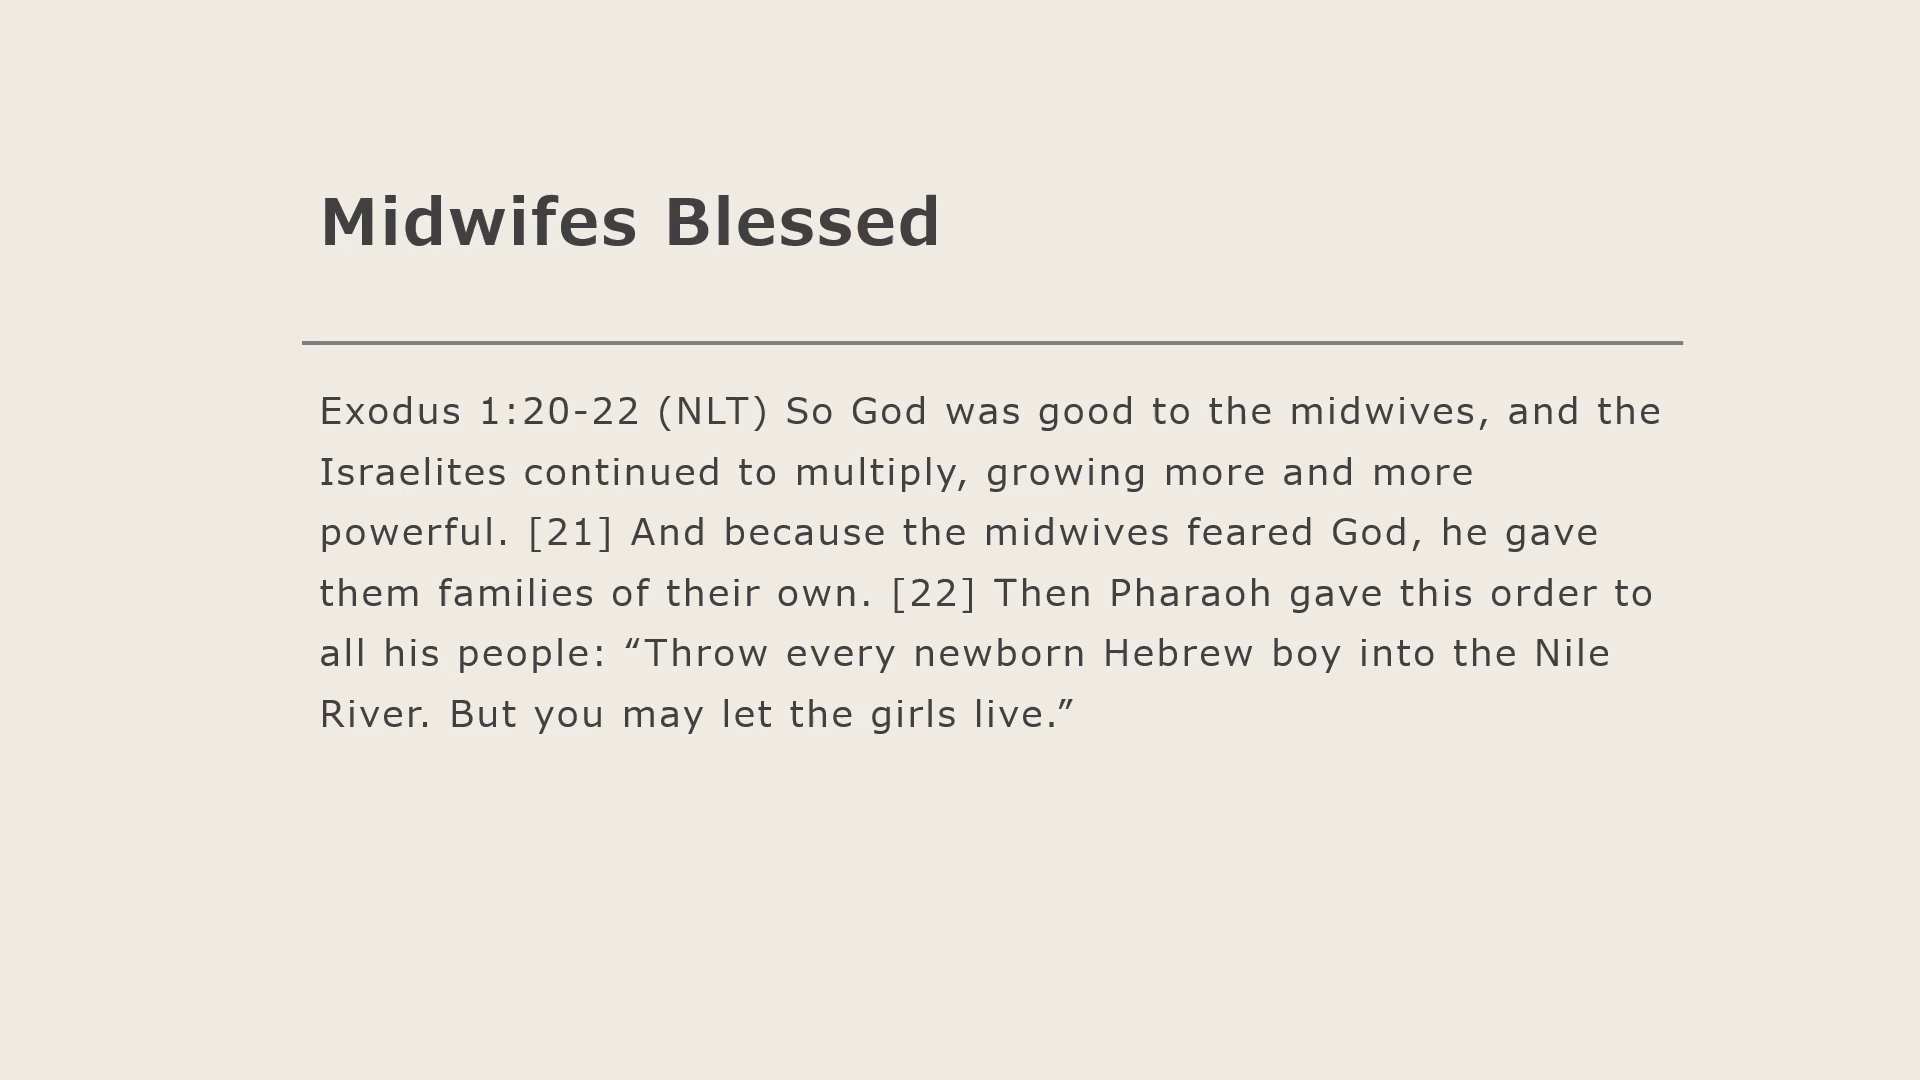 Midwifes Blessed
Exodus 1:20-22 (NLT) So God was good to the midwives, and the
Israelites continued to multiply, growing more and more
powerful. [21] And because the midwives feared God, he gave
them families of their own. [22] Then Pharaoh gave this order to
all his people: “Throw every newborn Hebrew boy into the Nile
River. But you may let the girls live.”